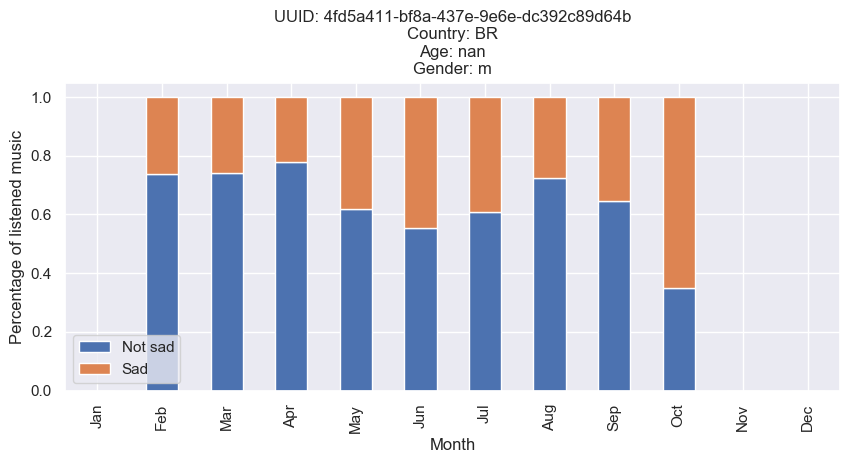 UUID: 4fd5a411-bf8a-437e-9e6e-dc392c89d64b
Country: BR
Age: nan
Gender: m
Percentage of listened music
1.0
0.8
0.6
0.4
0.2
0.0
Not sad
Sad
Jan
Feb
Mar
Apr
May
Jun
Jul
Aug
Sep
Oct
Nov
Dec
Month